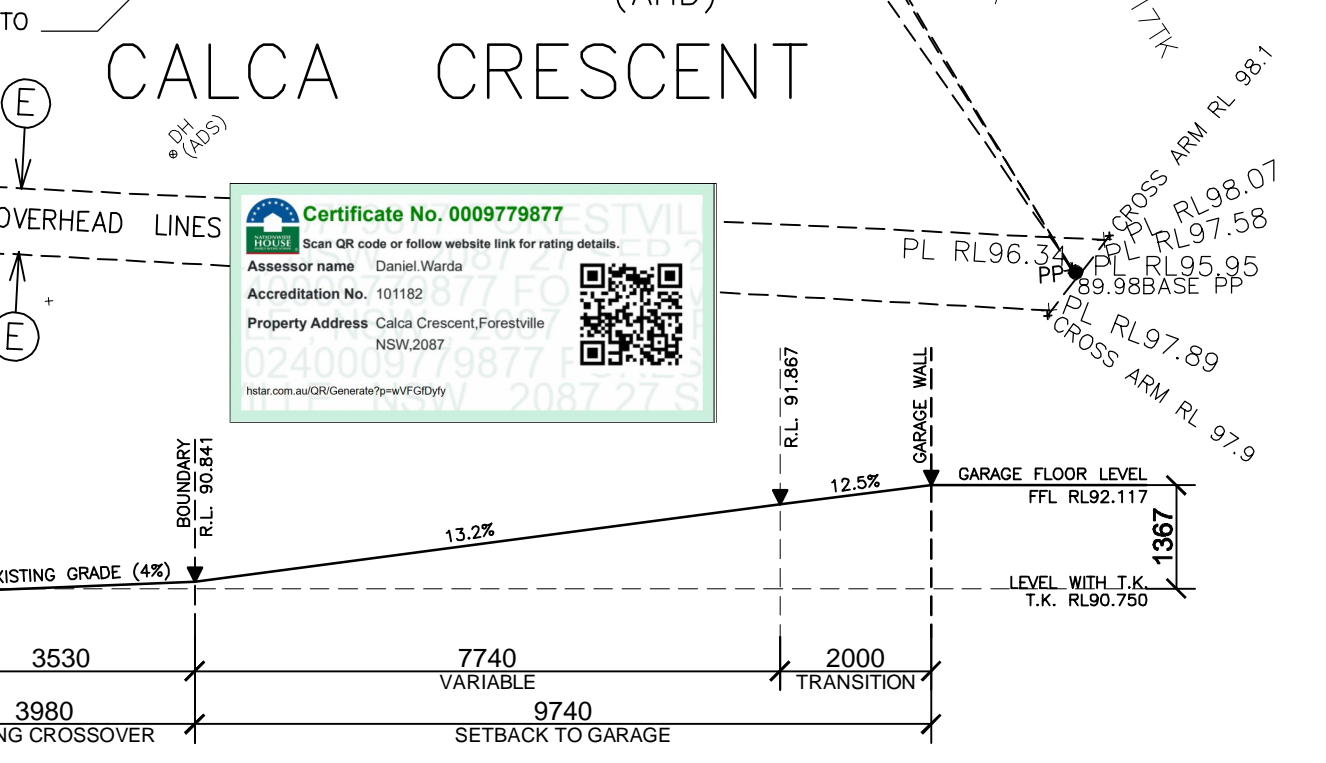 (AHD)
TO
17TK
CALCA CRESCENT
E
DH
(ADS)
CROSS ARM RL 98.1
PL RL98.07
PL RL97.58
OVERHEAD LINES
PL RL96.34
PP
PL RL95.95
89.98BASE PP
PL RL97.89
CROSS ARM RL 97.9
E
NATIONWIDE
HOUSE
Certificate No. 0009779877
Scan QR code or follow website link for rating details.
Assessor name Daniel.Warda
Accreditation No. 101182
Property Address Calca Crescent,Forestville
NSW,2087
hstar.com.au/QR/Generate?p=wVFGfDyfy
BOUNDARY
R.L. 90.841
R.L. 91.867
GARAGE WALL
GARAGE FLOOR LEVEL
FFL RL92.117
12.5%
13.2%
1367
XISTING GRADE (4%)
LEVEL WITH T.K.
T.K. RL90.750
3530
7740
2000
VARIABLE
TRANSITION
3980
9740
NG CROSSOVER
SETBACK TO GARAGE